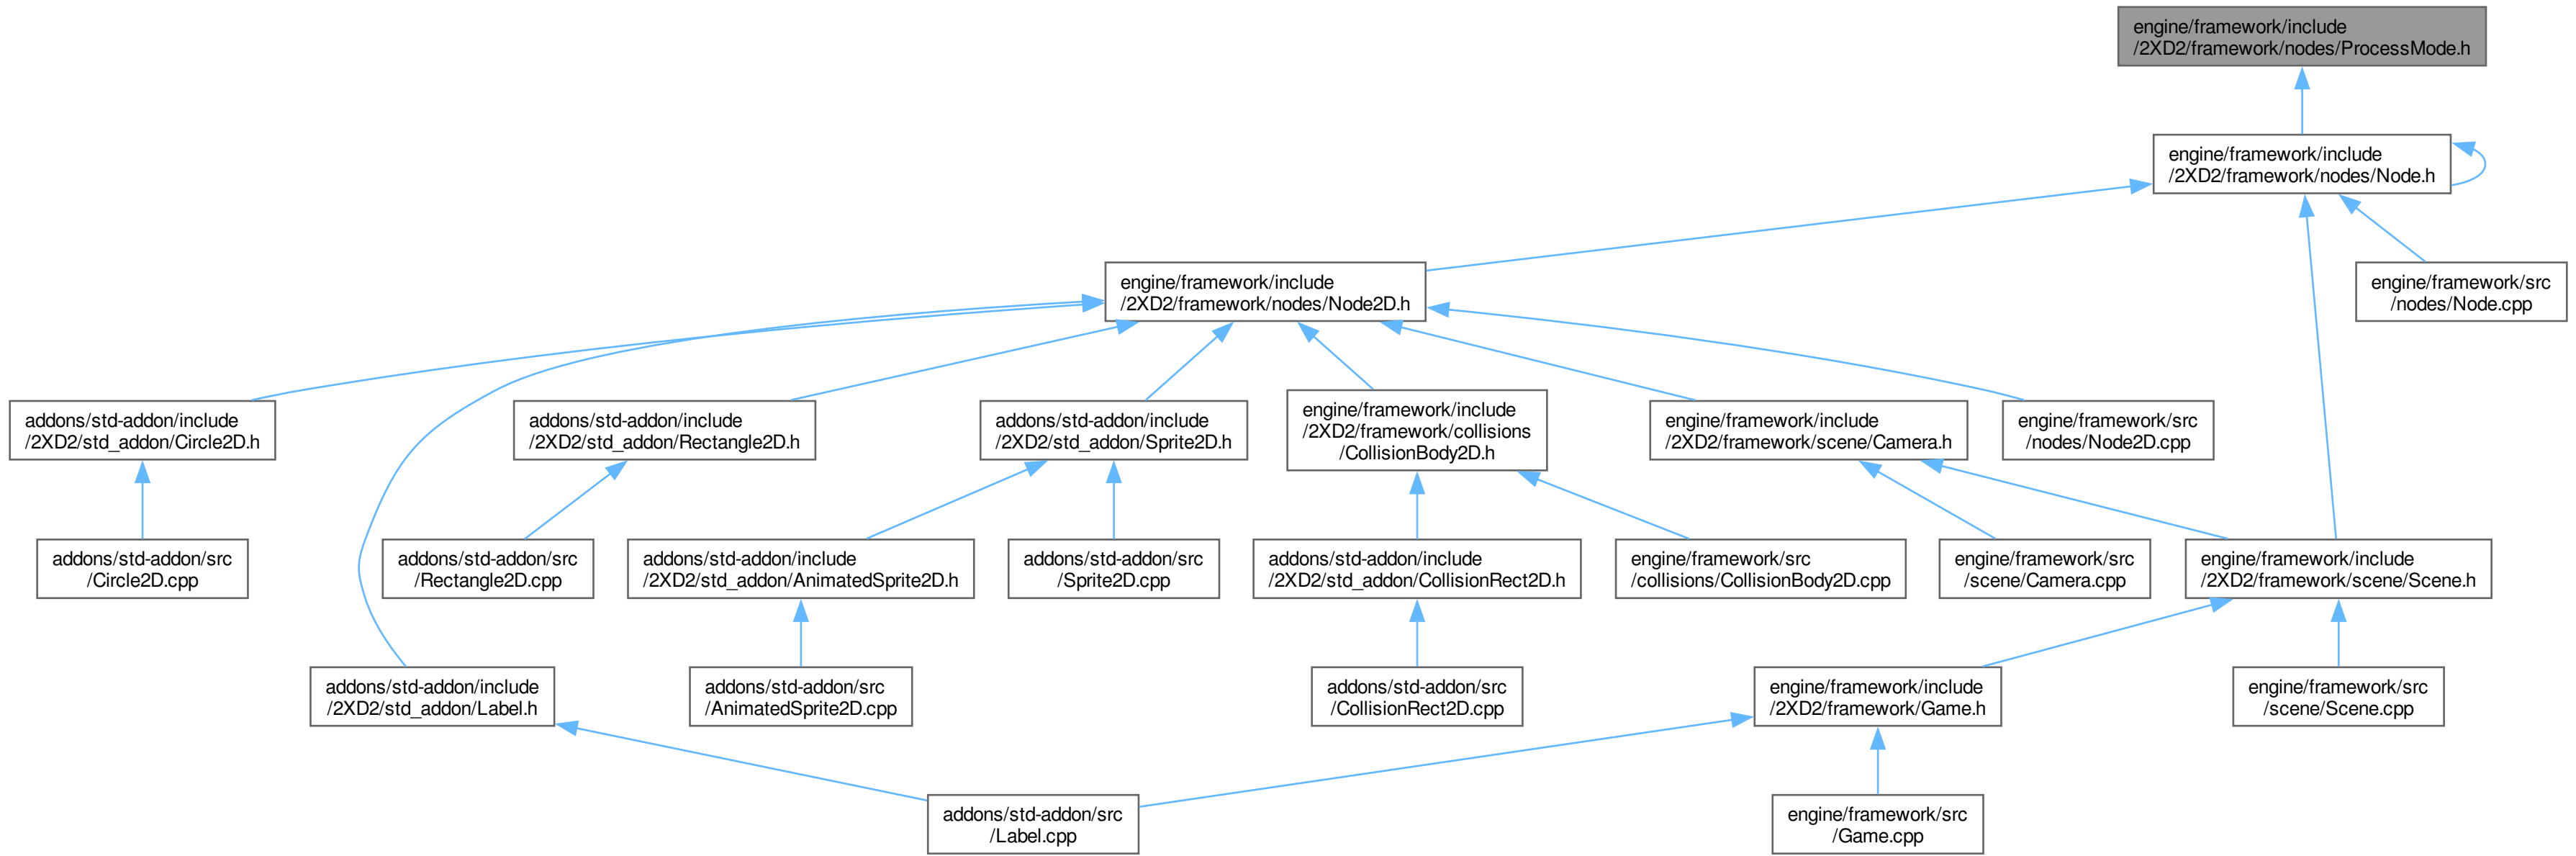 engine/framework/include
/2XD2/framework/nodes/ProcessMode.h
engine/framework/include
/2XD2/framework/nodes/Node.h
engine/framework/include
/2XD2/framework/nodes/Node2D.h
engine/framework/src
/nodes/Node.cpp
addons/std-addon/include
/2XD2/std_addon/Circle2D.h
addons/std-addon/include
/2XD2/std_addon/Rectangle2D.h
addons/std-addon/include
/2XD2/std_addon/Sprite2D.h
engine/framework/include
/2XD2/framework/collisions
/CollisionBody2D.h
engine/framework/include
/2XD2/framework/scene/Camera.h
engine/framework/src
/nodes/Node2D.cpp
addons/std-addon/src
/Circle2D.cpp
addons/std-addon/src
/Rectangle2D.cpp
addons/std-addon/include
/2XD2/std_addon/AnimatedSprite2D.h
addons/std-addon/src
/Sprite2D.cpp
addons/std-addon/include
/2XD2/std_addon/CollisionRect2D.h
engine/framework/src
/collisions/CollisionBody2D.cpp
engine/framework/src
/scene/Camera.cpp
engine/framework/include
/2XD2/framework/scene/Scene.h
addons/std-addon/include
/2XD2/std_addon/Label.h
addons/std-addon/src
/AnimatedSprite2D.cpp
addons/std-addon/src
/CollisionRect2D.cpp
engine/framework/include
/2XD2/framework/Game.h
engine/framework/src
/scene/Scene.cpp
addons/std-addon/src
/Label.cpp
engine/framework/src
/Game.cpp